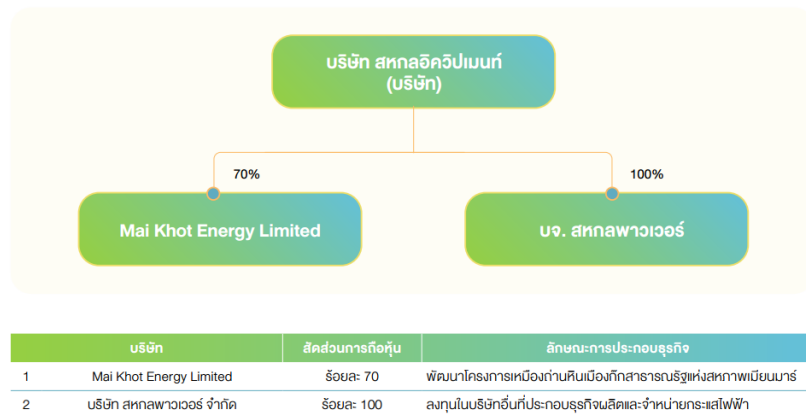 บริษัท สหกลอิควิปเมนท์
(บริษัท)
70%
100%
Mai Khot Energy Limited
บจ. สหกลพาวเวอร์
บริษัท สัดส่วนการถือหุ้น ลักษณะการประกอบธุรกิจ
1 Mai Khot Energy Limited ร้อยละ 70 พัฒนาโครงการเหมืองถ่านหินเมืองก๊กสาธารณรัฐแห่งสหภาพเมียนมาร์
2 บริษัท สหกลพาวเวอร์ จำกัด ร้อยละ 100 ลงทุนในบริษัทอื่นที่ประกอบธุรกิจผลิตและจำหน่ายกระแสไฟฟ้า